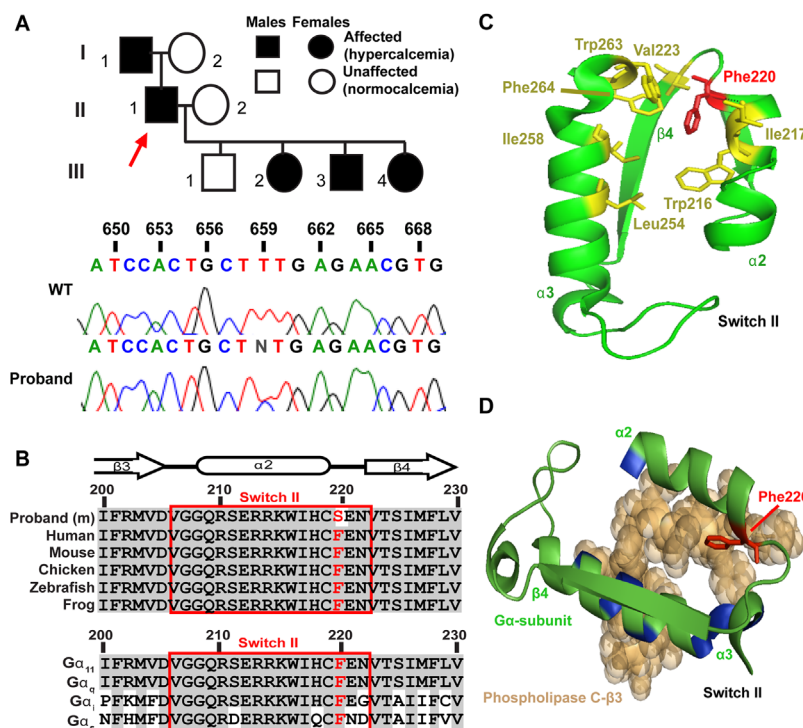 A
Males Females
I
1 2
Affected
(hypercalcemia)
Unaffected
(normocalcemia)
II
1 2
III
1 2 3 4
650 653 656 659 662 665 668
ATCCACTGCTTTGAGAACGTG
WT
ATCCACTGCTNTGAGAACGTG
Proband
B
β3 α2 β4
200 210 220 230
Switch II
Proband (m) IFRMVDVGGQRSERRKWIHCSENVTSIMFLV
Human IFRMVDVGGQRSERRKWIHCFENVTSIMFLV
Mouse IFRMVDVGGQRSERRKWIHCFENVTSIMFLV
Chicken IFRMVDVGGQRSERRKWIHCFENVTSIMFLV
Zebrafish IFRMVDVGGQRSERRKWIHCFENVTSIMFLV
Frog IFRMVDVGGQRSERRKWIHCFENVTSIMFLV
200 210 220 230
Switch II
Gα11 IFRMVDVGGQRSERRKWIHCFENVTSIMFLV
Gαq IFRMVDVGGQRSERRKWIHCFENVTSIMFLV
Gαi PFKMFDVGGQRSERKKWIHCFEGVTAIIFCV
NFHMFDVGGQRDERRKWIQCFNDVTAIIFVV
C
Trp263 Val223
Phe264 Phe220
Ile258 β4 Ile217
Trp216
Leu254
α2
α3
Switch II
D
α2
Phe220
β4
Gα-subunit
α3
Phospholipase C-β3
Switch II